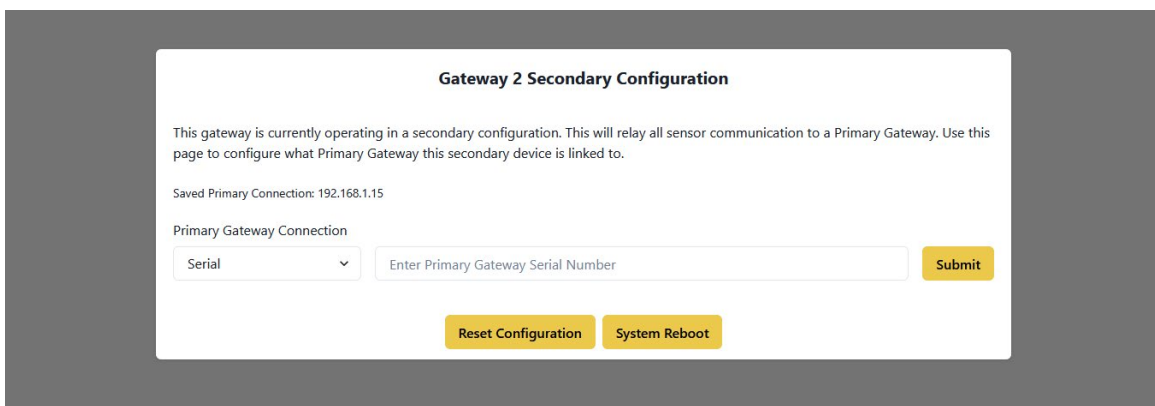 Gateway 2 Secondary Configuration
This gateway is currently operating in a secondary configuration. This will relay all sensor communication to a Primary Gateway. Use this
page to configure what Primary Gateway this secondary device is linked to.
Saved Primary Connection: 192.168.1.15
Primary Gateway Connection
Serial Enter Primary Gateway Serial Number Submit
Reset Configuration System Reboot